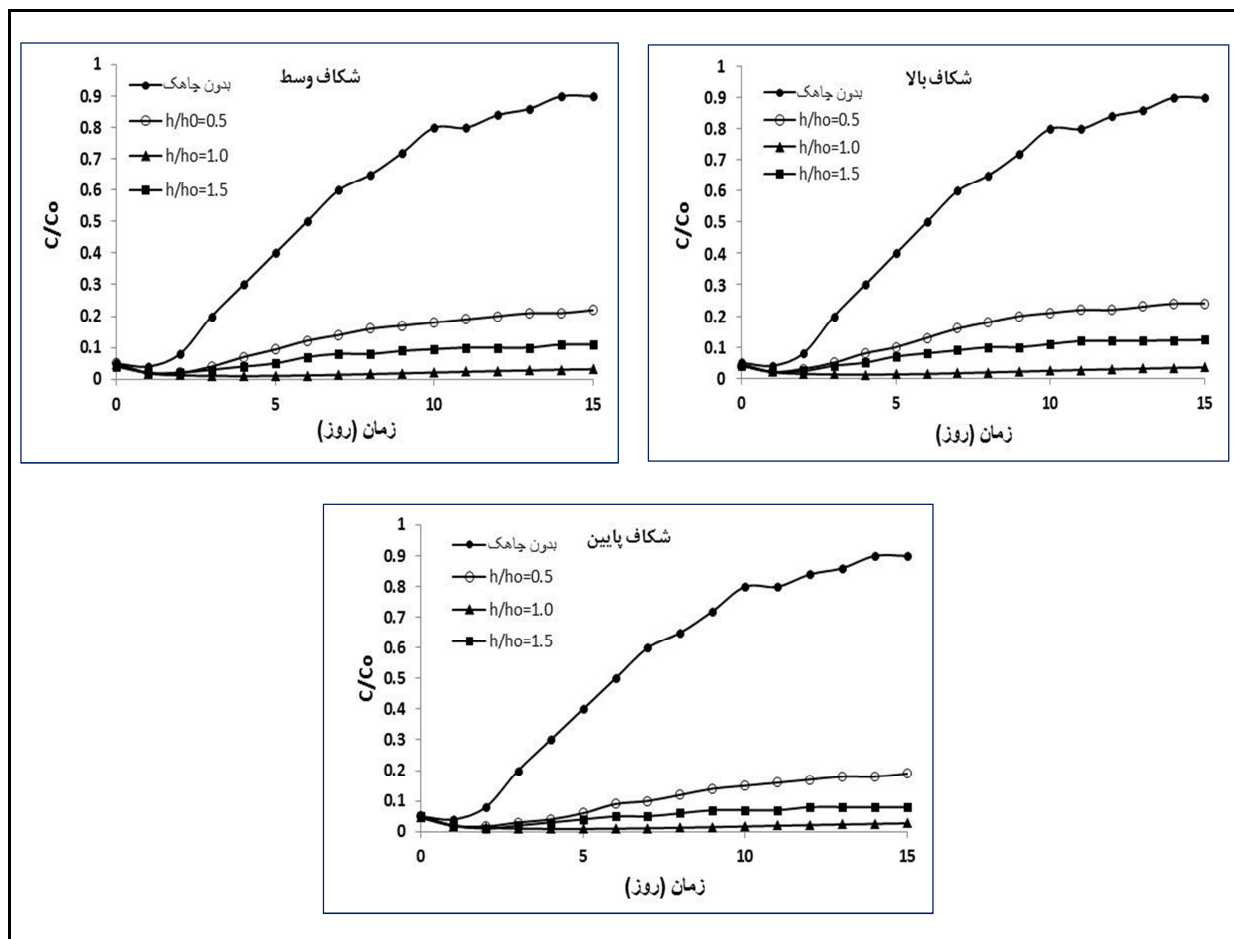 شکاف وسط
بدون چاهک
h/h0=0.5
h/ho=1.0
h/ho=1.5
1
0.9
0.8
0.7
0.6
0.5
0.4
0.3
0.2
0.1
0
C/Co
0 5 10 15
زمان (روز)
شکاف بالا
بدون چاهک
h/ho=0.5
h/ho=1.0
h/ho=1.5
1
0.9
0.8
0.7
0.6
0.5
0.4
0.3
0.2
0.1
0
C/Co
0 5 10 15
زمان (روز)
شکاف پایین
بدون چاهک
h/ho=0.5
h/ho=1.0
h/ho=1.5
1
0.9
0.8
0.7
0.6
0.5
0.4
0.3
0.2
0.1
0
C/Co
0 5 10 15
زمان (روز)